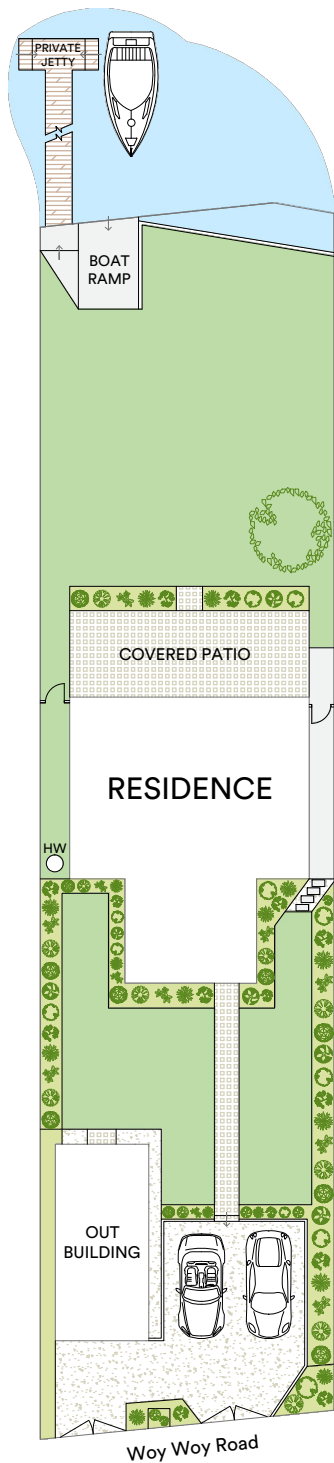 PRIVATE
JETTY
BOAT
RAMP
COVERED PATIO
RESIDENCE
HW
OUT
BUILDING
Woy Woy Road